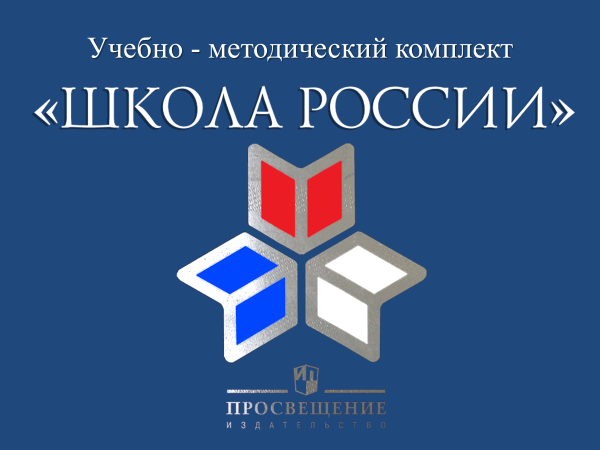 Учебно - методический комплект
«ШКОЛА РОССИИ»
ПРОСВЕЩЕНИЕ
ИЗДАТЕЛЬСТВО